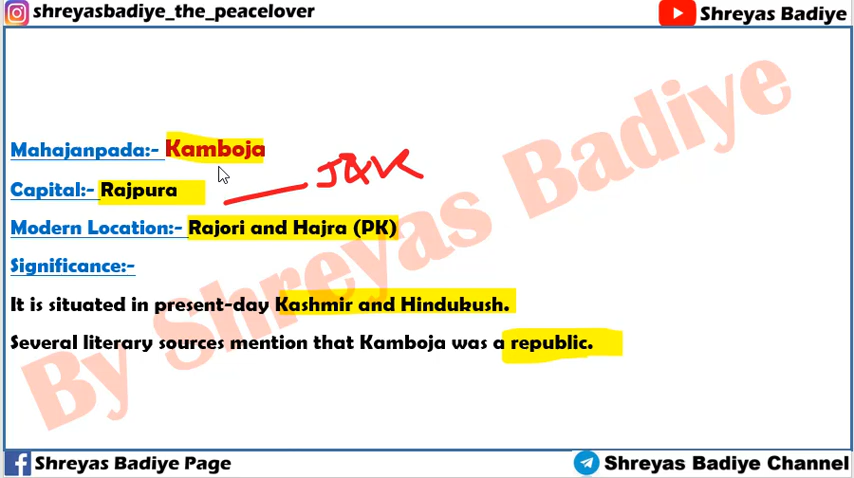 shreyasbadiye_the_peacelover
Shreyas Badiye
Mahajanpada:- Kamboja
Capital:- Rajpura
J&K
Modern Location:- Rajori and Hajra (PK)
Significance:-
It is situated in present-day Kashmir and Hindukush.
Several literary sources mention that Kamboja was a republic.
By Shreyas Badiye
Shreyas Badiye Page
Shreyas Badiye Channel